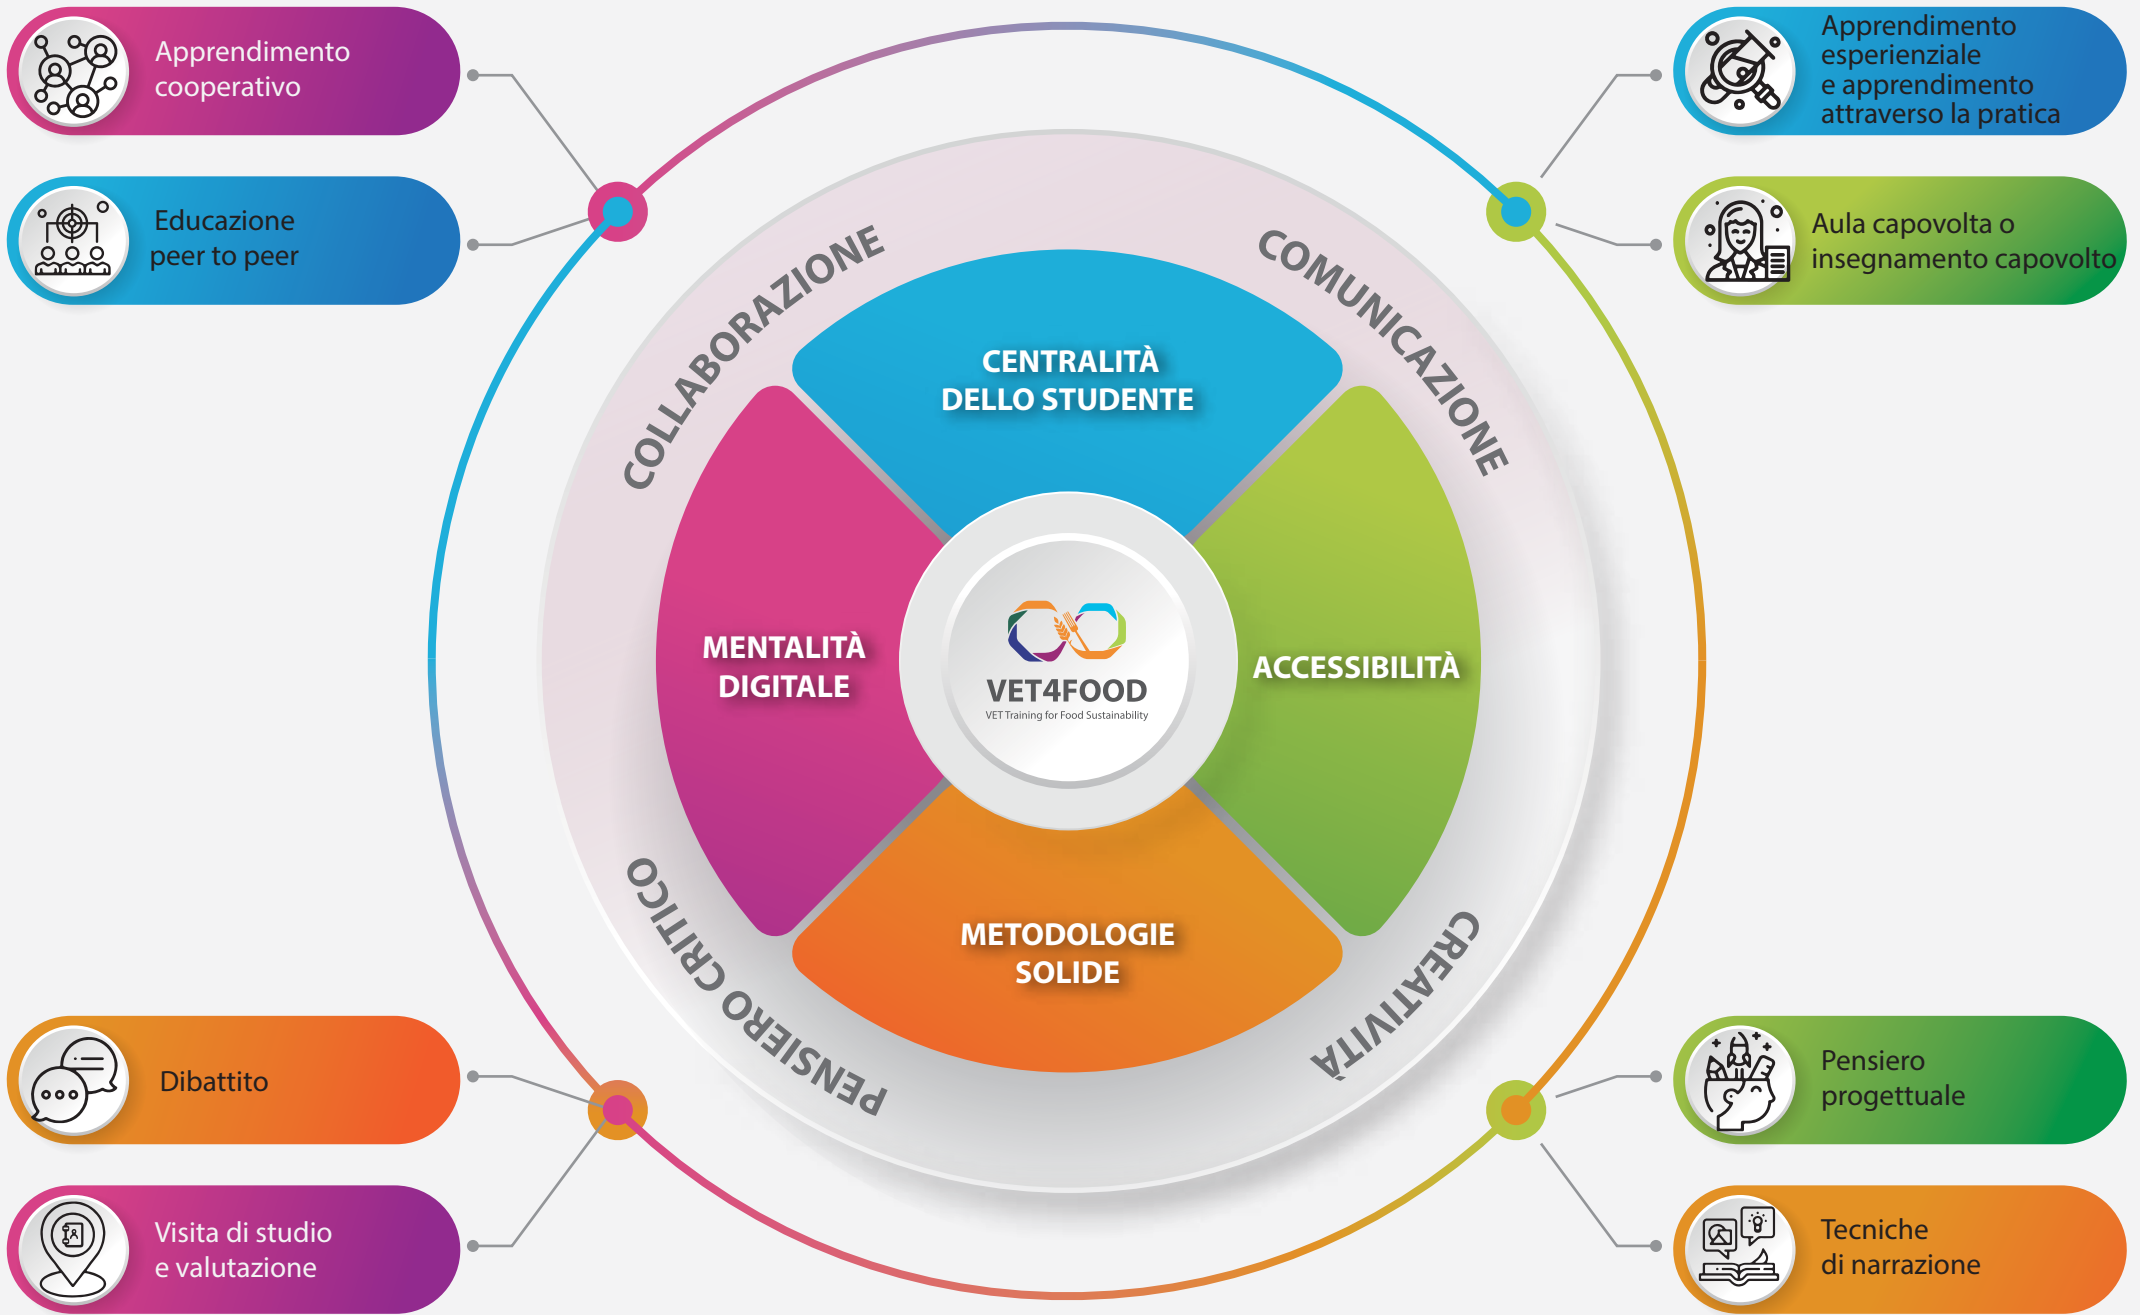 Apprendimento
cooperativo
Educazione
peer to peer
Apprendimento
esperienziale
e apprendimento
attraverso la pratica
Aula capovolta o
insegnamento capovolto
COLLABORAZIONE
COMUNICAZIONE
CENTRALITÀ
DELLO STUDENTE
MENTALITÀ
DIGITALE
VET4FOOD
VET Training for Food Sustainability
ACCESSIBILITÀ
METODOLOGIE
SOLIDE
PENSIERO CRITICO
CREATIVITÀ
Dibattito
Visita di studio
e valutazione
Pensiero
progettuale
Tecniche
di narrazione